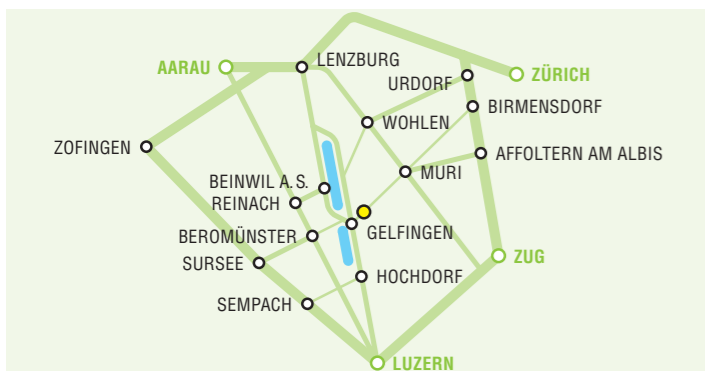 LENZBURG
AARAU
ZÜRICH
URDORF
BIRMENSDORF
WOHLEN
ZOFINGEN
AFFOLTERN AM ALBIS
MURI
BEINWIL A. S.
REINACH
GELFINGEN
BEROMÜNSTER
ZUG
SURSEE
HOCHDORF
SEMPACH
LUZERN